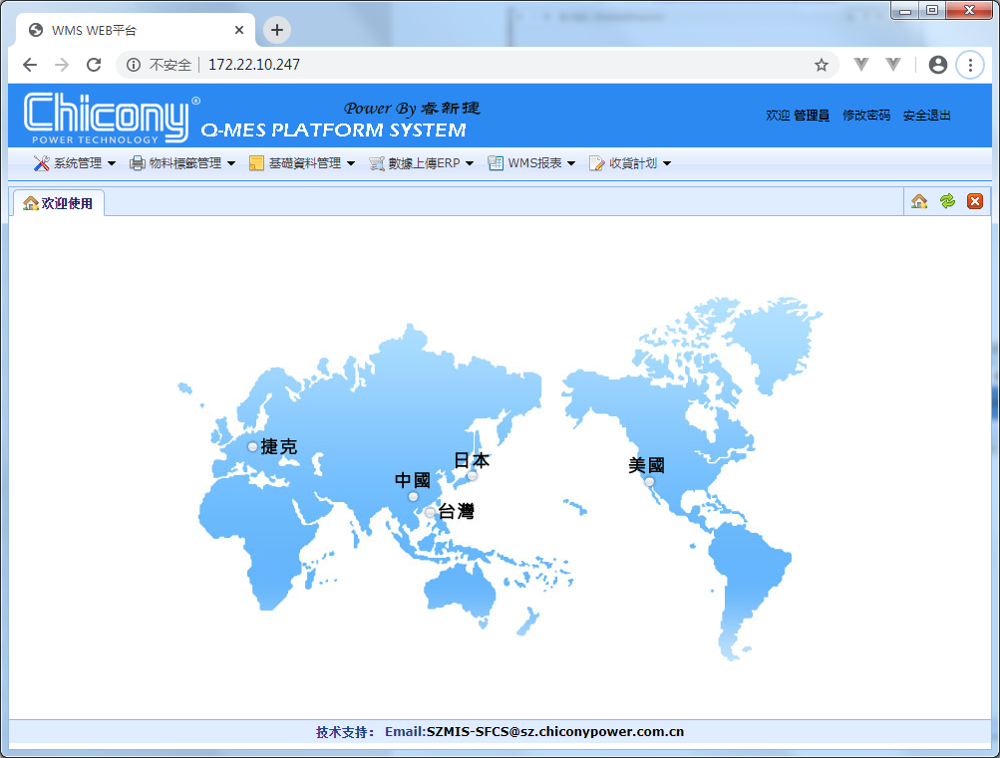 WMS WEB平台
不安全 172.22.10.247
Chicony®
POWER TECHNOLOGY
Power By 睿新捷
Q-MES PLATFORM SYSTEM
欢迎 管理員 修改密码 安全退出
系统管理 物料標籤管理 基礎資料管理 數據上傳ERP WMS报表 收貨計划
欢迎使用
捷克
日本
中國
台灣
美國
技术支持： Email:SZMIS-SFCS@sz.chiconypower.com.cn